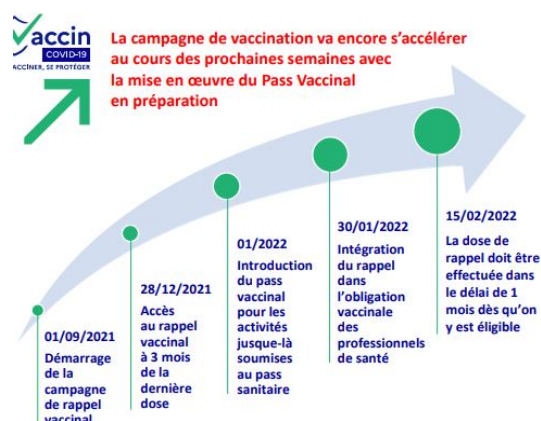 Vaccin
COVID-19
VACCINER, SE PROTÉGER
La campagne de vaccination va encore s'accélérer
au cours des prochaines semaines avec
la mise en œuvre du Pass Vaccinal
en préparation
01/09/2021
Démarrage
de la
campagne
de rappel
vaccinal
28/12/2021
Accès
au rappel
vaccinal
à 3 mois
de la
dernière
dose
01/2022
Introduction
du pass
vaccinal
pour les
activités
jusque-là
soumises
au pass
sanitaire
30/01/2022
Intégration
du rappel
dans
l'obligation
vaccinale
des
professionnels
de santé
15/02/2022
La dose de
rappel doit être
effectuée dans
le délai de 1
mois dès qu'on
y est éligible